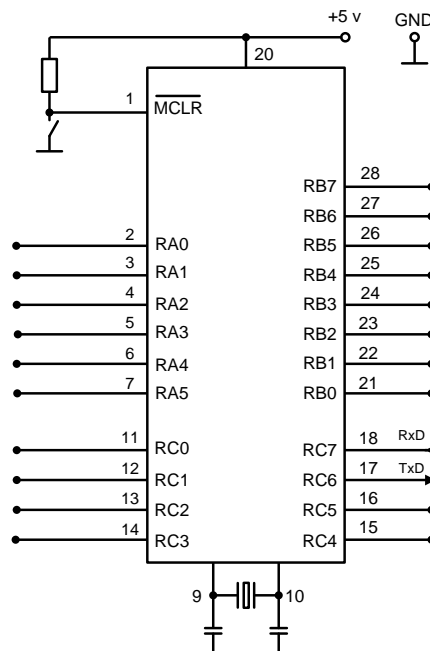 +5 v
GND
20
1
MCLR
RB7
28
RB6
27
2
RA0
RB5
26
3
RA1
RB4
25
4
RA2
RB3
24
5
RA3
RB2
23
6
RA4
RB1
22
7
RA5
RB0
21
11
RC0
RC7
18
RxD
12
RC1
RC6
17
TxD
13
RC2
RC5
16
14
RC3
RC4
15
9
10